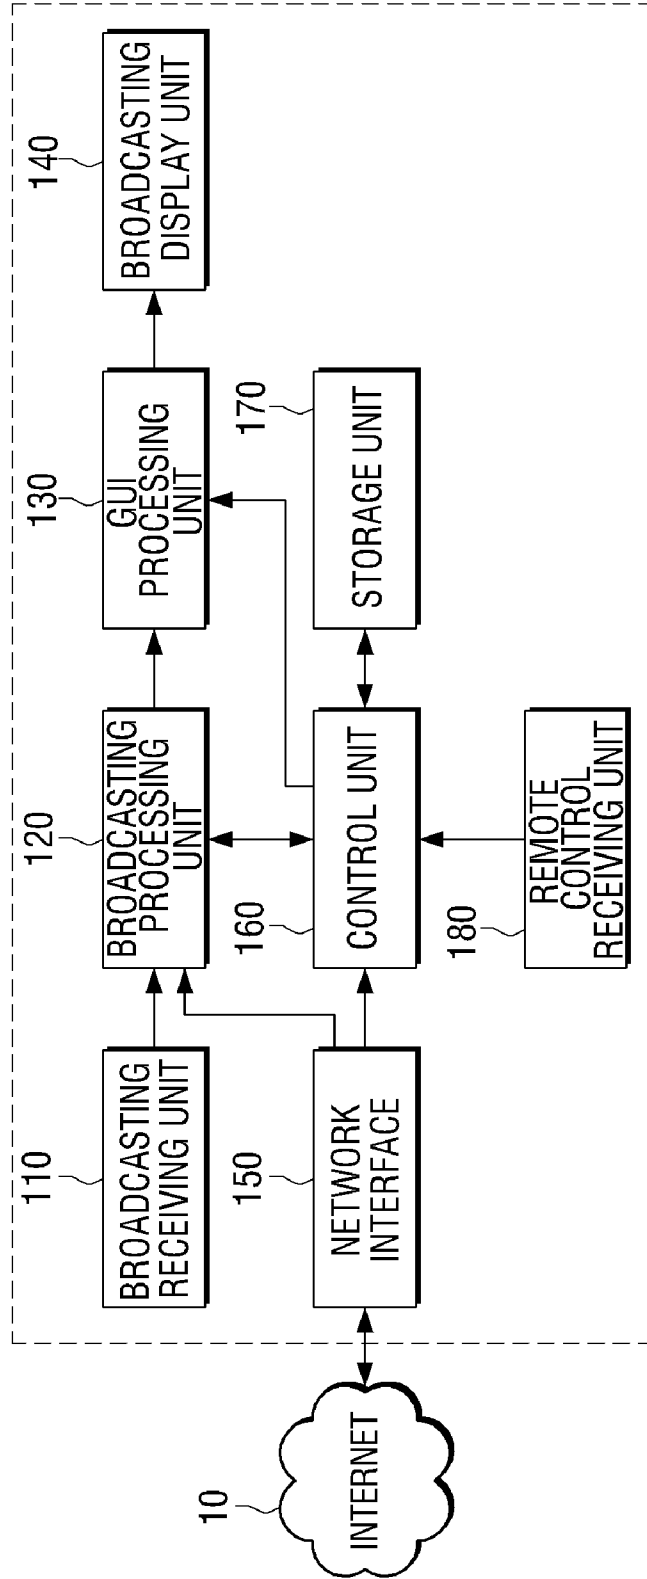 110
BROADCASTING
RECEIVING UNIT
120
BROADCASTING
PROCESSING
UNIT
130
GUI
PROCESSING
UNIT
140
BROADCASTING
DISPLAY UNIT
10
INTERNET
150
NETWORK
INTERFACE
160
CONTROL UNIT
170
STORAGE UNIT
180
REMOTE
CONTROL
RECEIVING UNIT